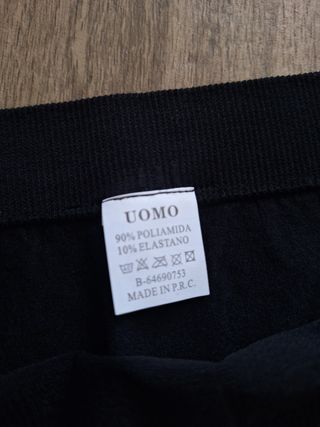 UOMO
90% POLIAMIDA
10% ELASTANO
B-64690753
MADE IN P.R.C.